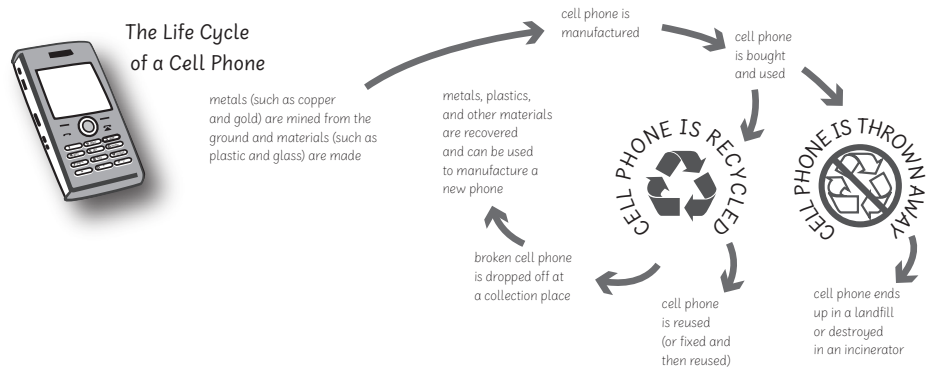 The Life Cycle
of a Cell Phone
metals (such as copper
and gold) are mined from the
ground and materials (such as
plastic and glass) are made
cell phone is
manufactured
cell phone
is bought
and used
CELL PHONE IS RECYCLED
cell phone
is reused
(or fixed and
then reused)
broken cell phone
is dropped off at
a collection place
metals, plastics,
and other materials
are recovered
and can be used
to manufacture a
new phone
CELL PHONE IS THROWN AWAY
cell phone ends
up in a landfill
or destroyed
in an incinerator